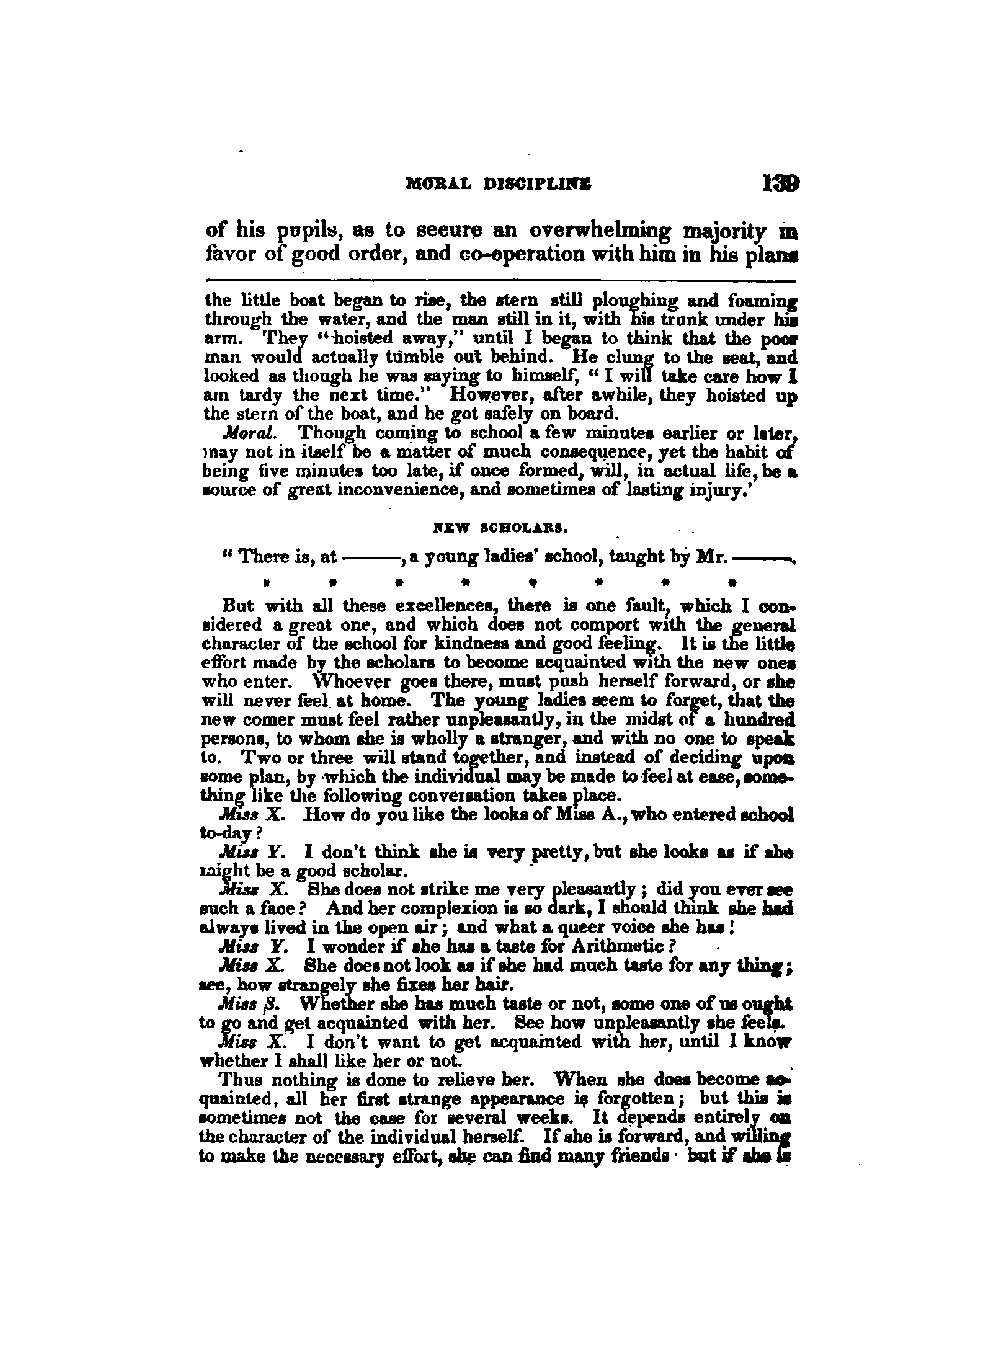 MORAL DISCIPLINE 139
of his pupils, as to secure an overwhelming majority in
favor of good order, and co-operation with him in his plans
the little boat began to rise, the stern still ploughing and foaming
through the water, and the man still in it, with his trunk under his
arm. They "hoisted away," until I began to think that the poor
man would actually tumble out behind. He clung to the seat, and
looked as though he was saying to himself, "I will take care how I
am tardy the next time." However, after awhile, they hoisted up
the stern of the boat, and he got safely on board.
Moral. Though coming to school a few minutes earlier or later,
may not in itself be a matter of much consequence, yet the habit of
being five minutes too late, if once formed, will, in actual life, be a
source of great inconvenience, and sometimes of lasting injury.'
NEW SCHOLARS.
"There is, at ———, a young ladies' school, taught by Mr. ———.
* * * * * * * *
But with all these excellences, there is one fault, which I con-
sidered a great one, and which does not comport with the general
character of the school for kindness and good feeling. It is the little
effort made by the scholars to become acquainted with the new ones
who enter. Whoever goes there, must push herself forward, or she
will never feel at home. The young ladies seem to forget, that the
new comer must feel rather unpleasantly, in the midst of a hundred
persons, to whom she is wholly a stranger, and with no one to speak
to. Two or three will stand together, and instead of deciding upon
some plan, by which the individual may be made to feel at ease, some-
thing like the following conversation takes place.
Miss X. How do you like the looks of Miss A., who entered school
to-day?
Miss Y. I don't think she is very pretty, but she looks as if she
might be a good scholar.
Miss X. She does not strike me very pleasantly; did you ever see
such a face? And her complexion is so dark, I should think she had
always lived in the open air; and what a queer voice she has!
Miss Y. I wonder if she has a taste for Arithmetic?
Miss X. She does not look as if she had much taste for any thing;
see, how strangely she fixes her hair.
Miss S. Whether she has much taste or not, some one of us ought
to go and get acquainted with her. See how unpleasantly she feels.
Miss X. I don't want to get acquainted with her, until I know
whether I shall like her or not.
Thus nothing is done to relieve her. When she does become ac-
quainted, all her first strange appearance is forgotten; but this is
sometimes not the case for several weeks. It depends entirely on
the character of the individual herself. If she is forward, and willing
to make the necessary effort, she can find many friends; but if she is